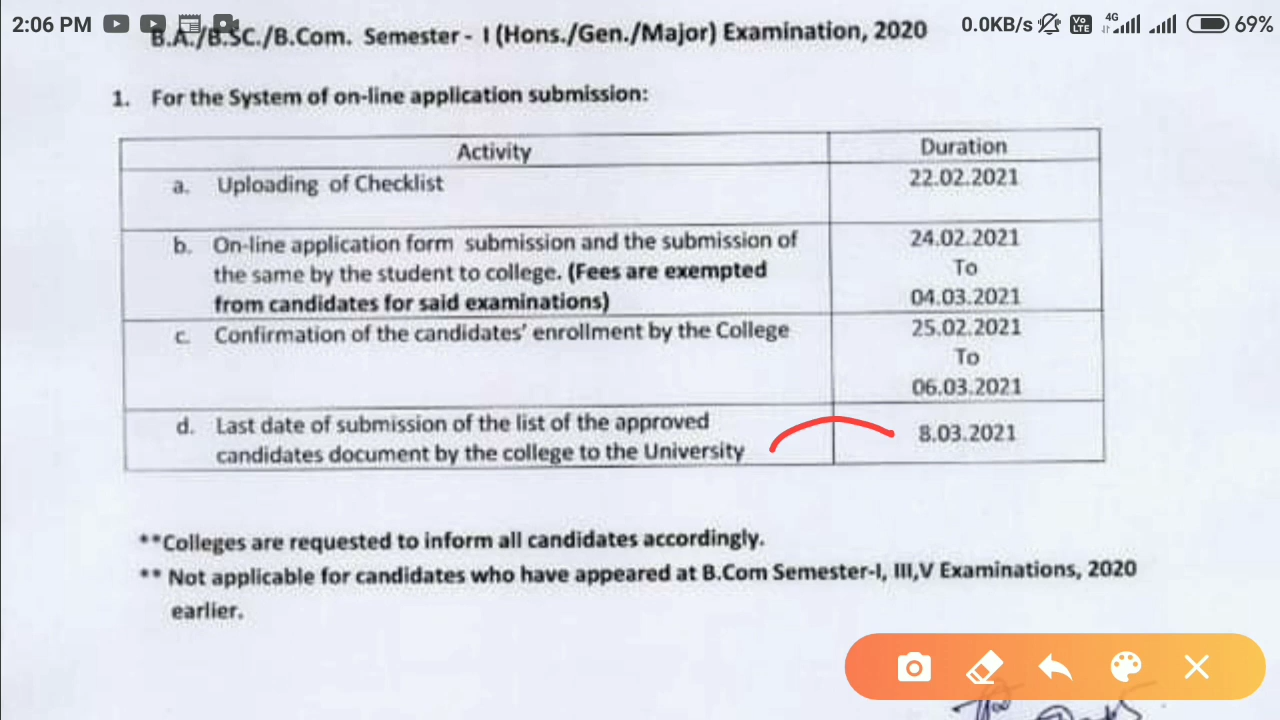 2:06 PM 0.0KB/s Vo LTE 4G 69%
B.A./B.SC./B.Com. Semester - I (Hons./Gen./Major) Examination, 2020
1. For the System of on-line application submission:
Activity Duration
a. Uploading of Checklist 22.02.2021
b. On-line application form submission and the submission of 24.02.2021
the same by the student to college. (Fees are exempted To
from candidates for said examinations) 04.03.2021
c. Confirmation of the candidates' enrollment by the College 25.02.2021
To
06.03.2021
d. Last date of submission of the list of the approved 8.03.2021
candidates document by the college to the University
**Colleges are requested to inform all candidates accordingly.
** Not applicable for candidates who have appeared at B.Com Semester-I, III,V Examinations, 2020
earlier.